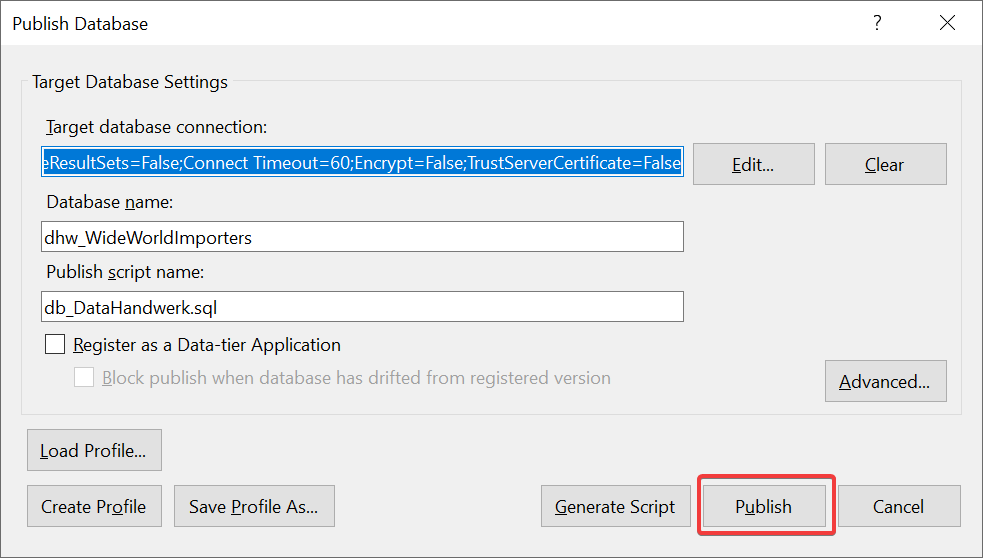 Publish Database ?
Target Database Settings
Target database connection:
eResultSets=False;Connect Timeout=60;Encrypt=False;TrustServerCertificate=False Edit... Clear
Database name:
dhw_WideWorldImporters
Publish script name:
db_DataHandwerk.sql
Register as a Data-tier Application
Block publish when database has drifted from registered version
Advanced...
Load Profile...
Create Profile Save Profile As... Generate Script Publish Cancel